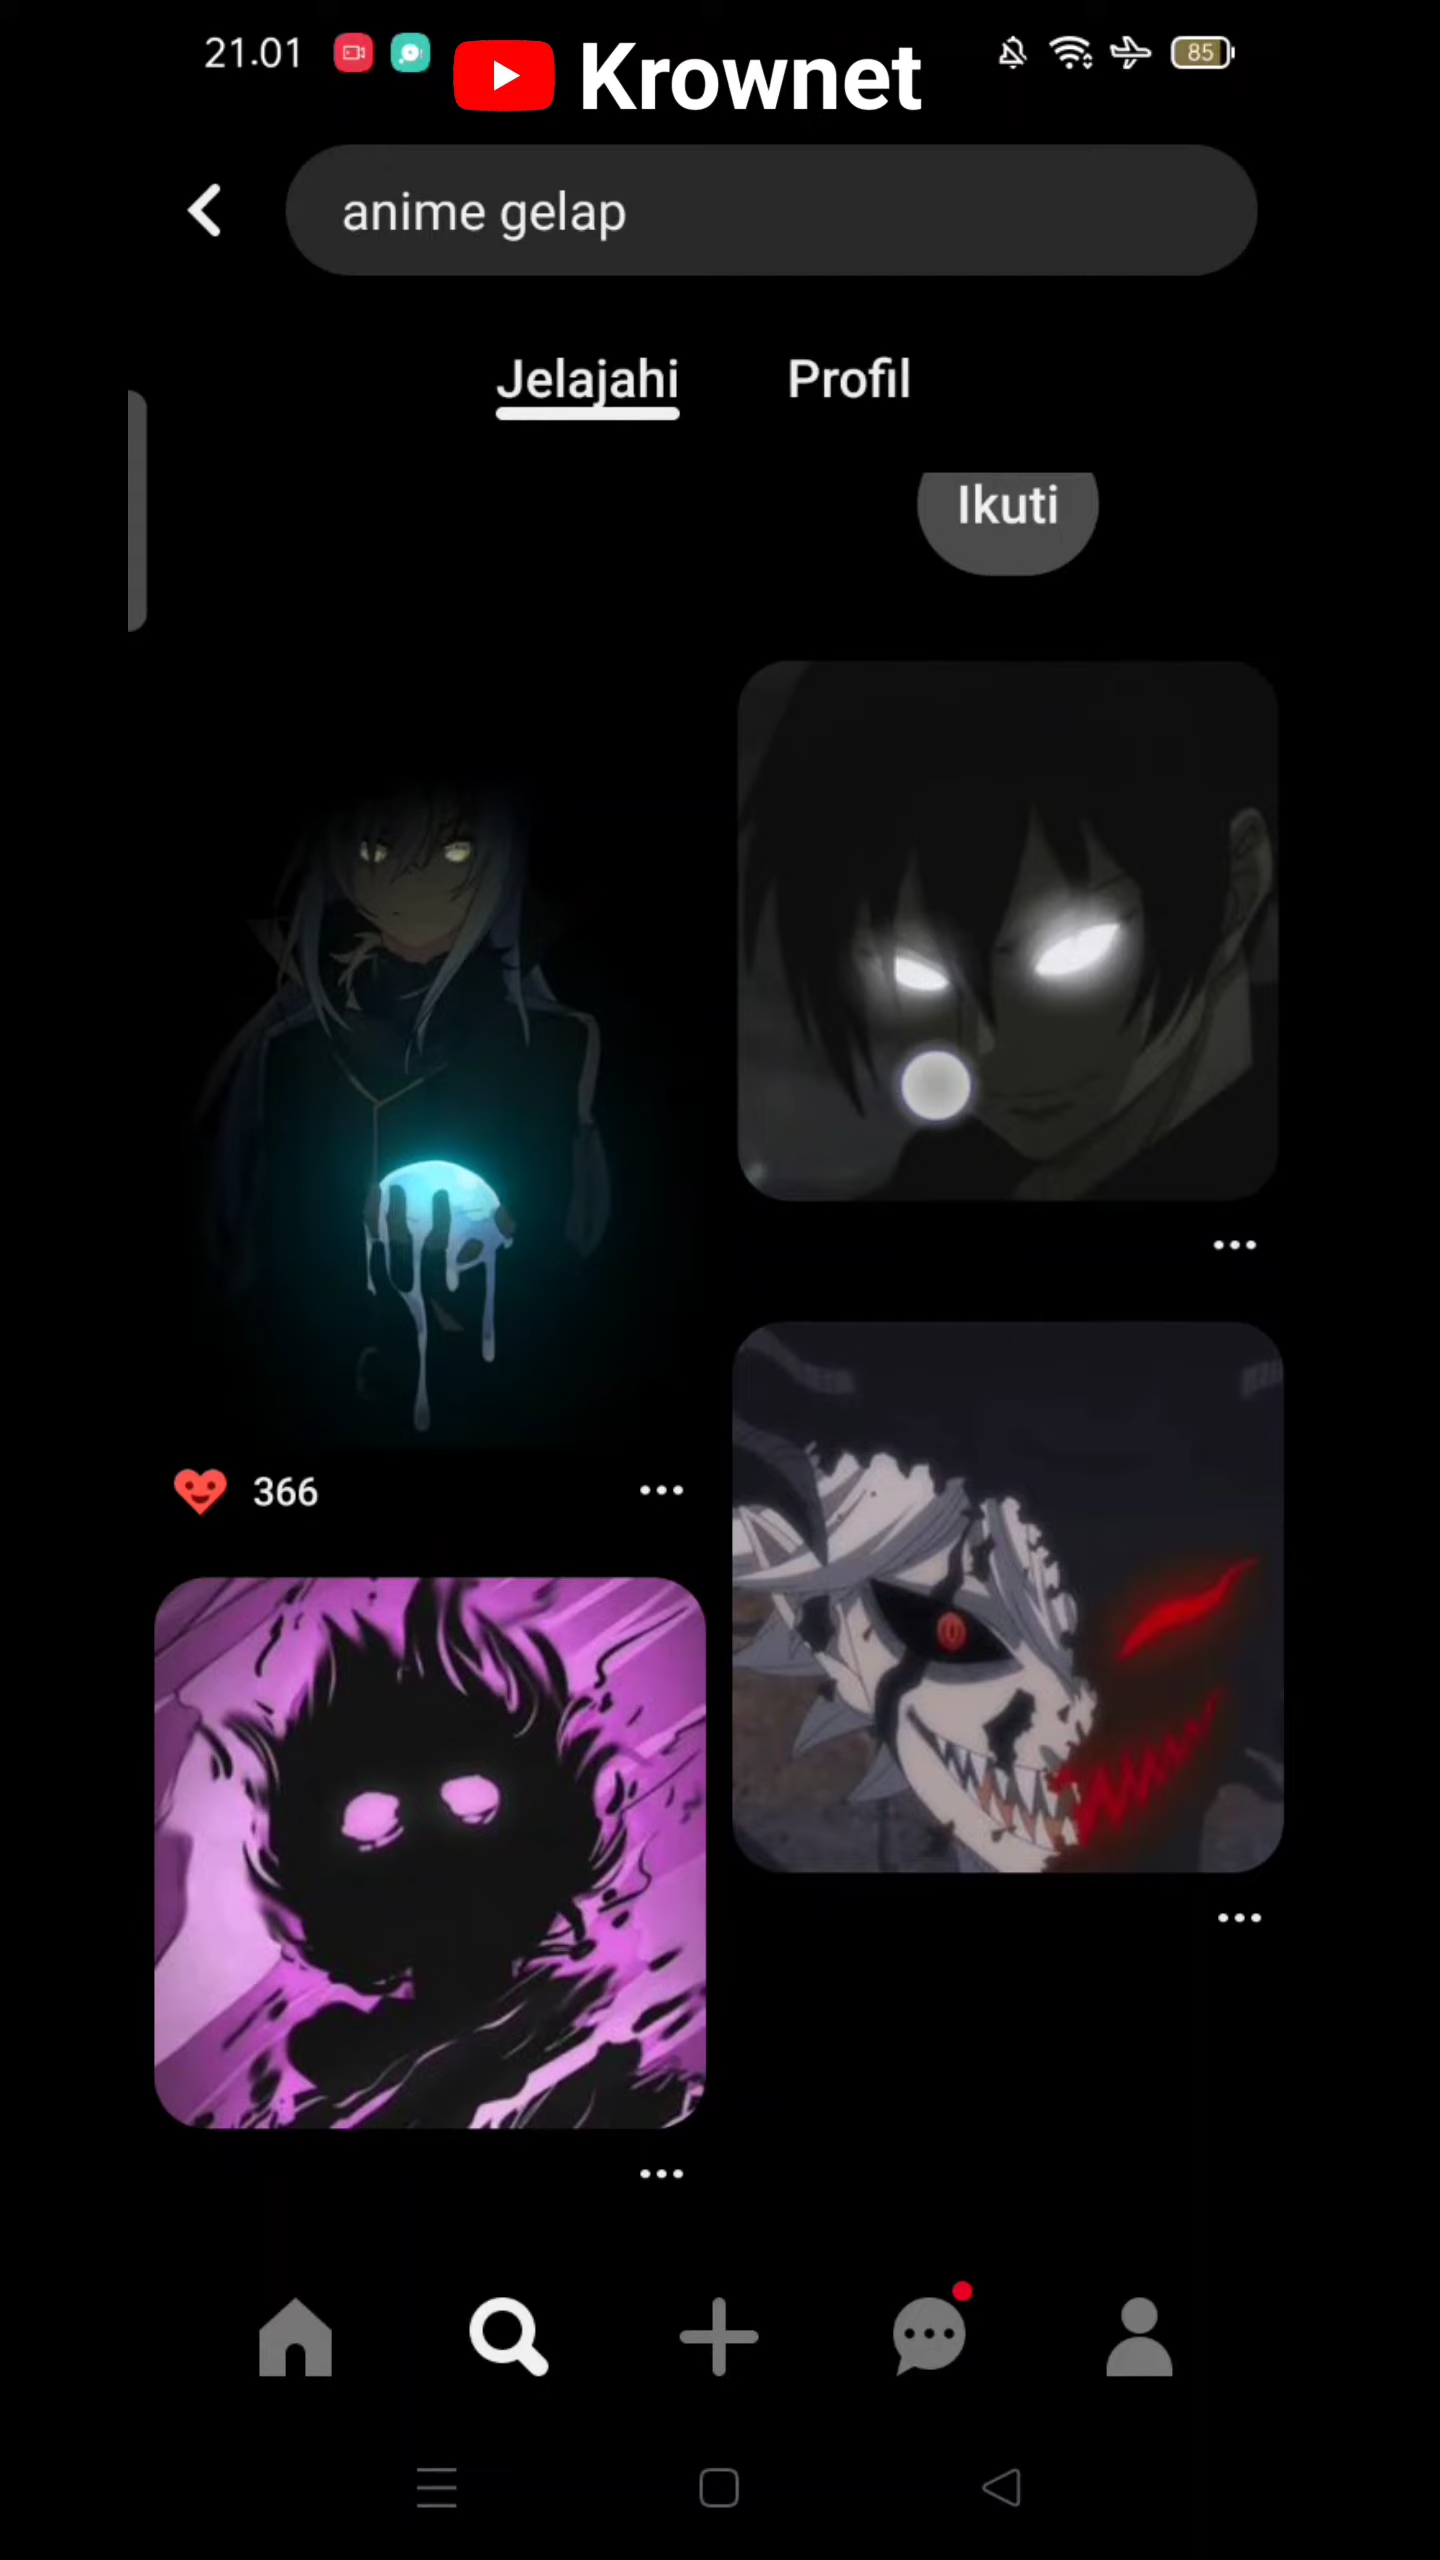 21.01
Krownet
85
anime gelap
Jelajahi
Profil
Ikuti
366